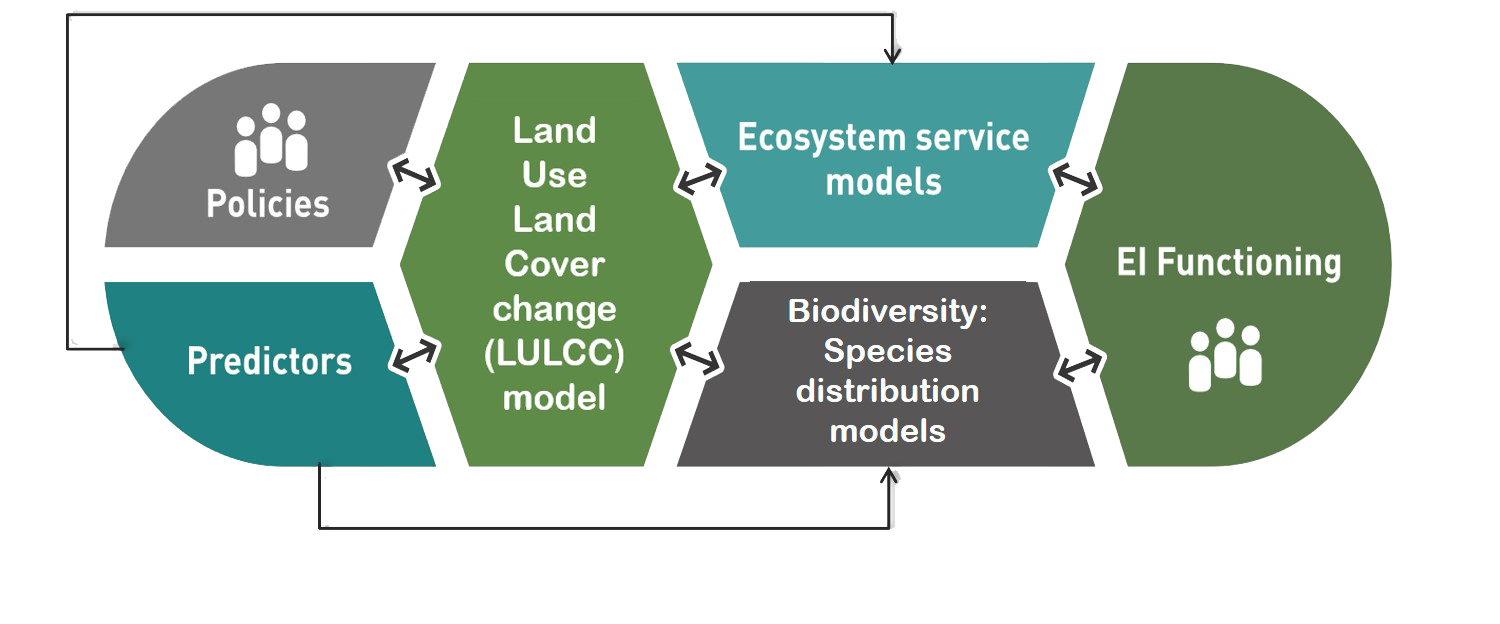 Policies
Predictors
Land
Use
Land
Cover
change
(LULCC)
model
Ecosystem service
models
Biodiversity:
Species
distribution
models
EI Functioning